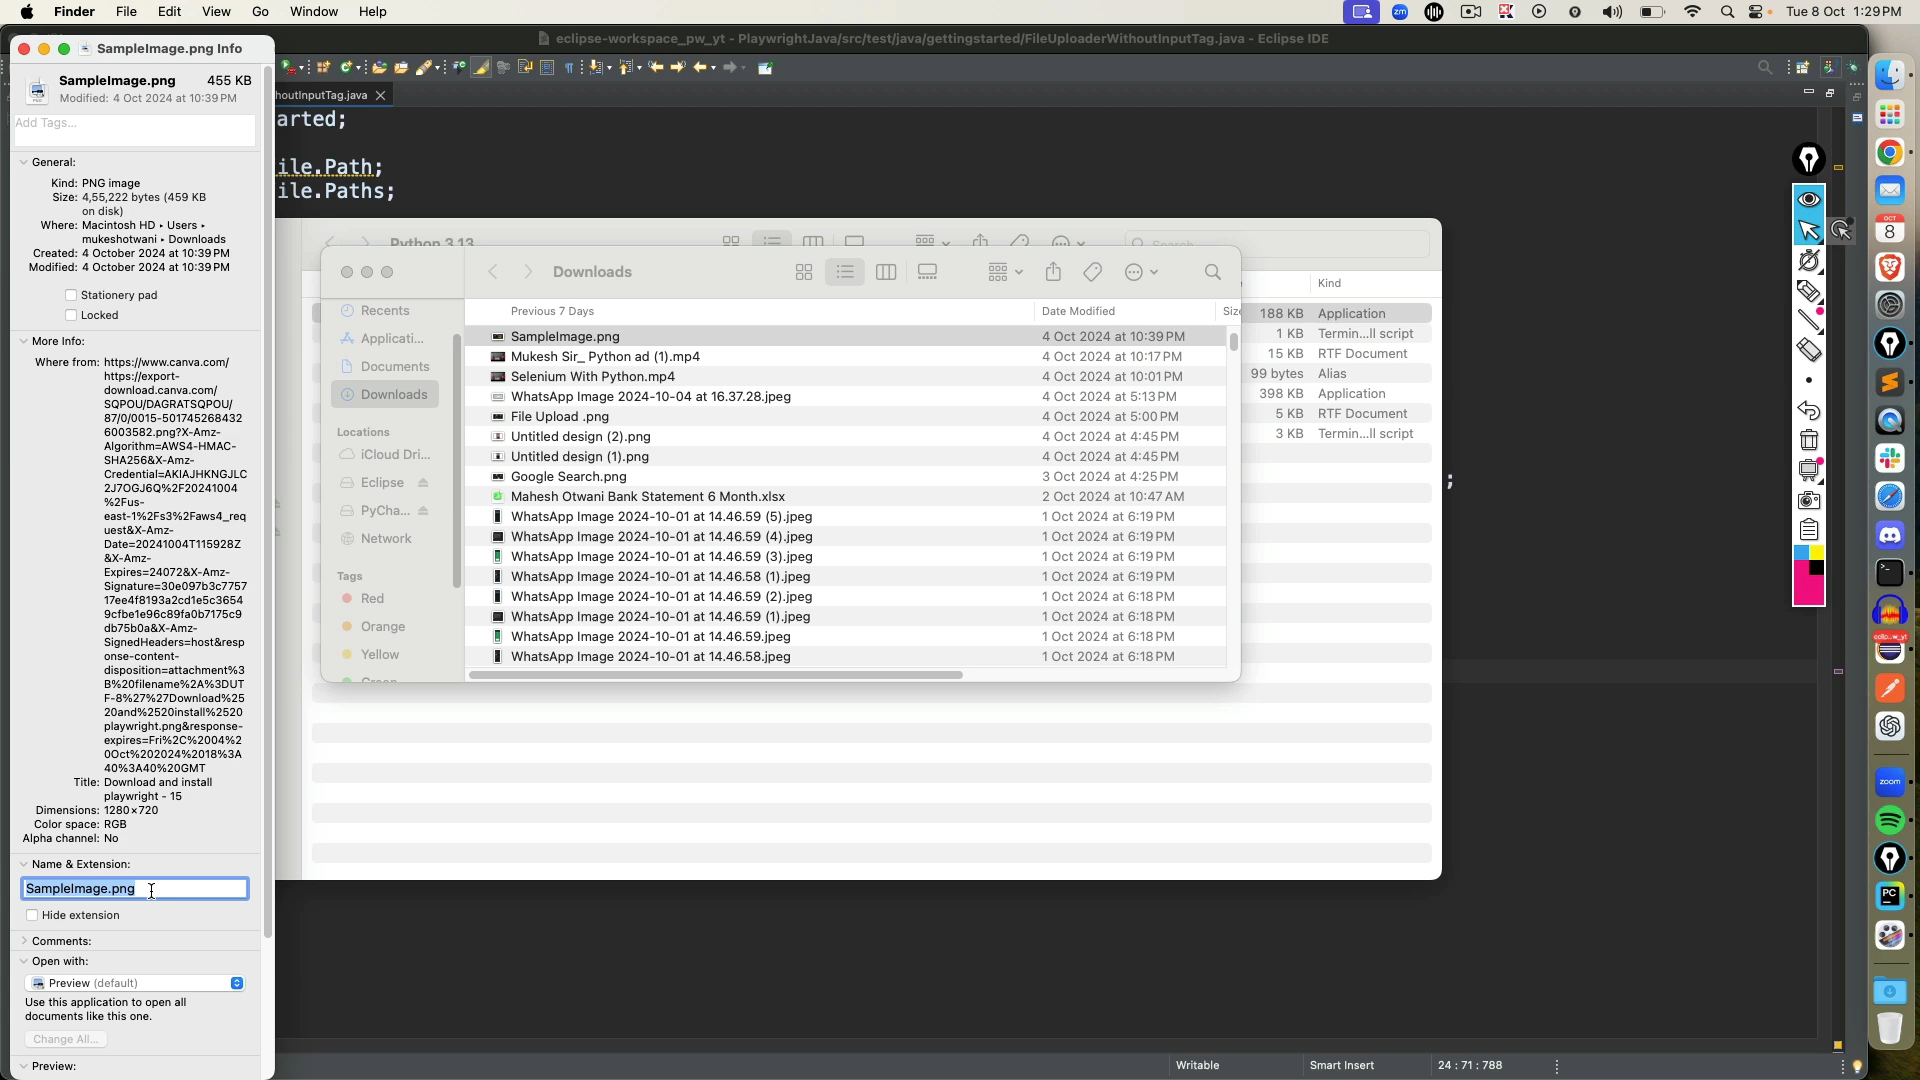 Finder File Edit View Go Window Help
zm
Tue 8 Oct 1:29PM
eclipse-workspace_pw_yt - PlaywrightJava/src/test/java/gettingstarted/FileUploaderWithoutInputTag.java - Eclipse IDE
SampleImage.png Info
SampleImage.png 455 KB
Modified: 4 Oct 2024 at 10:39 PM
Add Tags...
General:
Kind: PNG image
Size: 4,55,222 bytes (459 KB
on disk)
Where: Macintosh HD ▸ Users ▸
mukeshotwani ▸ Downloads
Created: 4 October 2024 at 10:39 PM
Modified: 4 October 2024 at 10:39 PM
Stationery pad
Locked
More Info:
Where from: https://www.canva.com/
https://export-
download.canva.com/
SQPOU/DAGRATSQPOU/
87/0/0015-501745268432
6003582.png?X-Amz-
Algorithm=AWS4-HMAC-
SHA256&X-Amz-
Credential=AKIAJHKNGJLC
2J7OGJ6Q%2F20241004
%2Fus-
east-1%2Fs3%2Faws4_req
uest&X-Amz-
Date=20241004T115928Z
&X-Amz-
Expires=24072&X-Amz-
Signature=30e097b3c7757
17ee4f8193a2cd1e5c3654
9cfbe1e96c89fa0b7175c9
db75b0a&X-Amz-
SignedHeaders=host&resp
onse-content-
disposition=attachment%3
B%20filename%2A%3DUT
F-8%27%27Download%25
20and%2520install%2520
playwright.png&response-
expires=Fri%2C%2004%2
0Oct%202024%2018%3A
40%3A40%20GMT
Title: Download and install
playwright - 15
Dimensions: 1280×720
Color space: RGB
Alpha channel: No
Name & Extension:
SampleImage.png
Hide extension
Comments:
Open with:
Preview (default)
Use this application to open all
documents like this one.
Change All...
Preview:
houtInputTag.java
arted;
ile.Path;
ile.Paths;
;
Python 3.13
Search
Kind
188 KB Application
1 KB Termin...ll script
15 KB RTF Document
99 bytes Alias
398 KB Application
5 KB RTF Document
3 KB Termin...ll script
Downloads
Recents
Applicati...
Documents
Downloads
Locations
iCloud Dri...
Eclipse
PyCha...
Network
Tags
Red
Orange
Yellow
Green
Previous 7 Days Date Modified Siz
SampleImage.png 4 Oct 2024 at 10:39 PM
Mukesh Sir_ Python ad (1).mp4 4 Oct 2024 at 10:17 PM
Selenium With Python.mp4 4 Oct 2024 at 10:01 PM
WhatsApp Image 2024-10-04 at 16.37.28.jpeg 4 Oct 2024 at 5:13 PM
File Upload .png 4 Oct 2024 at 5:00 PM
Untitled design (2).png 4 Oct 2024 at 4:45 PM
Untitled design (1).png 4 Oct 2024 at 4:45 PM
Google Search.png 3 Oct 2024 at 4:25 PM
Mahesh Otwani Bank Statement 6 Month.xlsx 2 Oct 2024 at 10:47 AM
WhatsApp Image 2024-10-01 at 14.46.59 (5).jpeg 1 Oct 2024 at 6:19 PM
WhatsApp Image 2024-10-01 at 14.46.59 (4).jpeg 1 Oct 2024 at 6:19 PM
WhatsApp Image 2024-10-01 at 14.46.59 (3).jpeg 1 Oct 2024 at 6:19 PM
WhatsApp Image 2024-10-01 at 14.46.58 (1).jpeg 1 Oct 2024 at 6:19 PM
WhatsApp Image 2024-10-01 at 14.46.59 (2).jpeg 1 Oct 2024 at 6:18 PM
WhatsApp Image 2024-10-01 at 14.46.59 (1).jpeg 1 Oct 2024 at 6:18 PM
WhatsApp Image 2024-10-01 at 14.46.59.jpeg 1 Oct 2024 at 6:18 PM
WhatsApp Image 2024-10-01 at 14.46.58.jpeg 1 Oct 2024 at 6:18 PM
OCT
8
PC
zoom
Writable Smart Insert 24 : 71 : 788